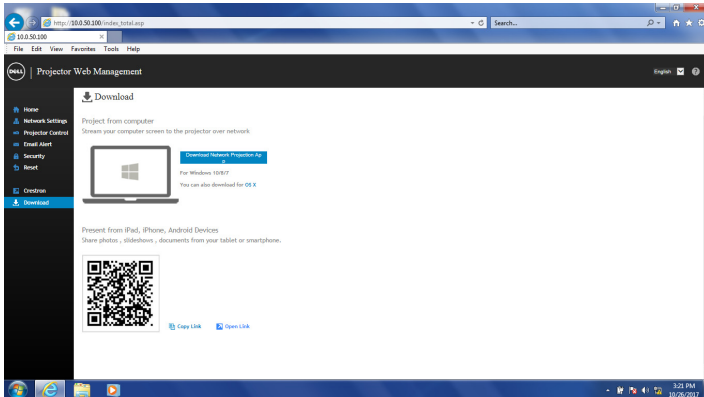 http://10.0.50.100/index_total.asp
Search...
10.0.50.100
File Edit View Favorites Tools Help
DELL | Projector Web Management
English
Home
Network Settings
Projector Control
Email Alert
Security
Reset
Crestron
Download
Download
Project from computer
Stream your computer screen to the projector over network
Download Network Projection Ap
p
For Windows 10/8/7
You can also download for OS X
Present from iPad, iPhone, Android Devices
Share photos , slideshows , documents from your tablet or smartphone.
Copy Link Open Link
3:21 PM
10/26/2017